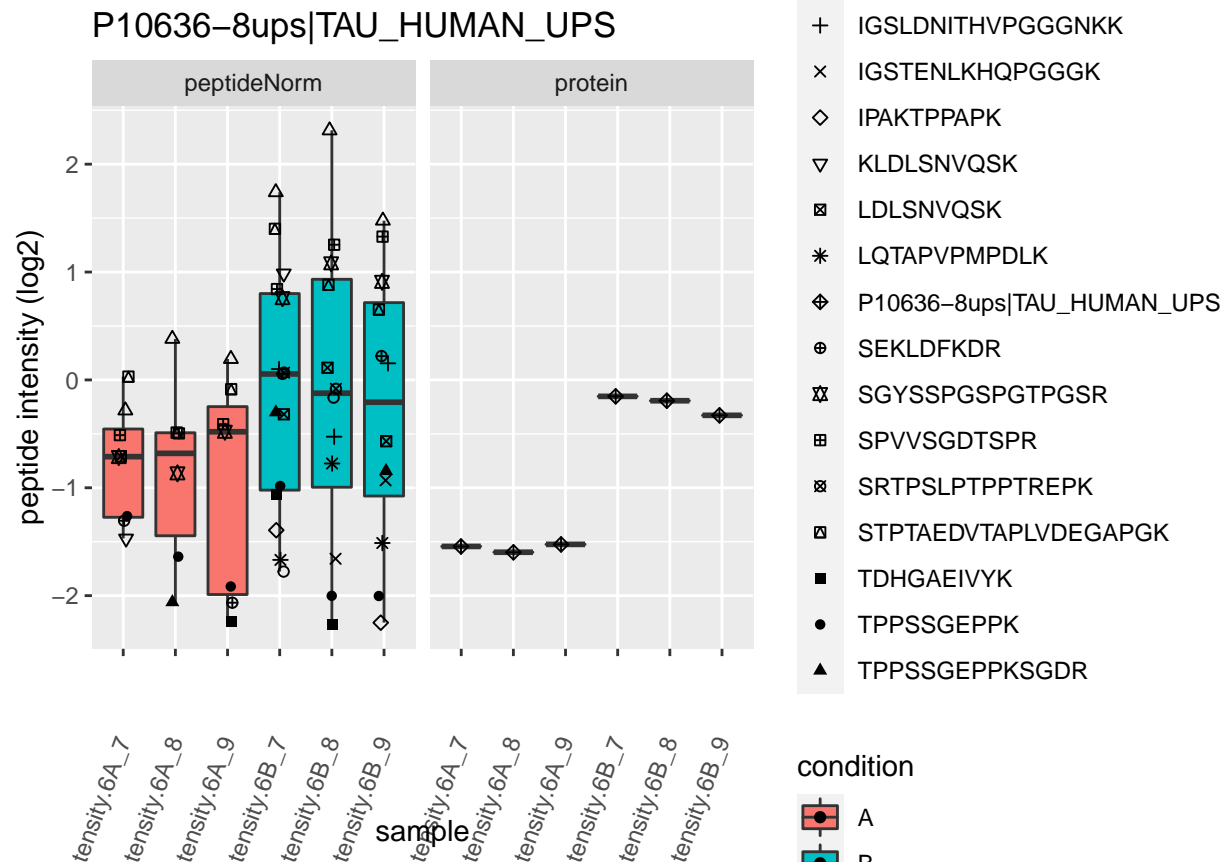 P10636−8ups|TAU_HUMAN_UPS
peptideNorm
protein
peptide intensity (log2)
2
1
0
−1
−2
tensity.6A_7
tensity.6A_8
tensity.6A_9
tensity.6B_7
tensity.6B_8
tensity.6B_9
tensity.6A_7
tensity.6A_8
tensity.6A_9
tensity.6B_7
tensity.6B_8
tensity.6B_9
sample
IGSLDNITHVPGGGNKK
IGSTENLKHQPGGGK
IPAKTPPAPK
KLDLSNVQSK
LDLSNVQSK
LQTAPVPMPDLK
P10636−8ups|TAU_HUMAN_UPS
SEKLDFKDR
SGYSSPGSPGTPGSR
SPVVSGDTSPR
SRTPSLPTPPTREPK
STPTAEDVTAPLVDEGAPGK
TDHGAEIVYK
TPPSSGEPPK
TPPSSGEPPKSGDR
condition
A
B